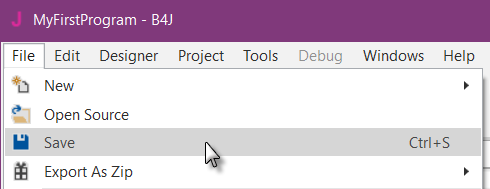 J MyFirstProgram - B4J
File Edit Designer Project Tools Debug Windows Help
New
Open Source
Save Ctrl+S
Export As Zip